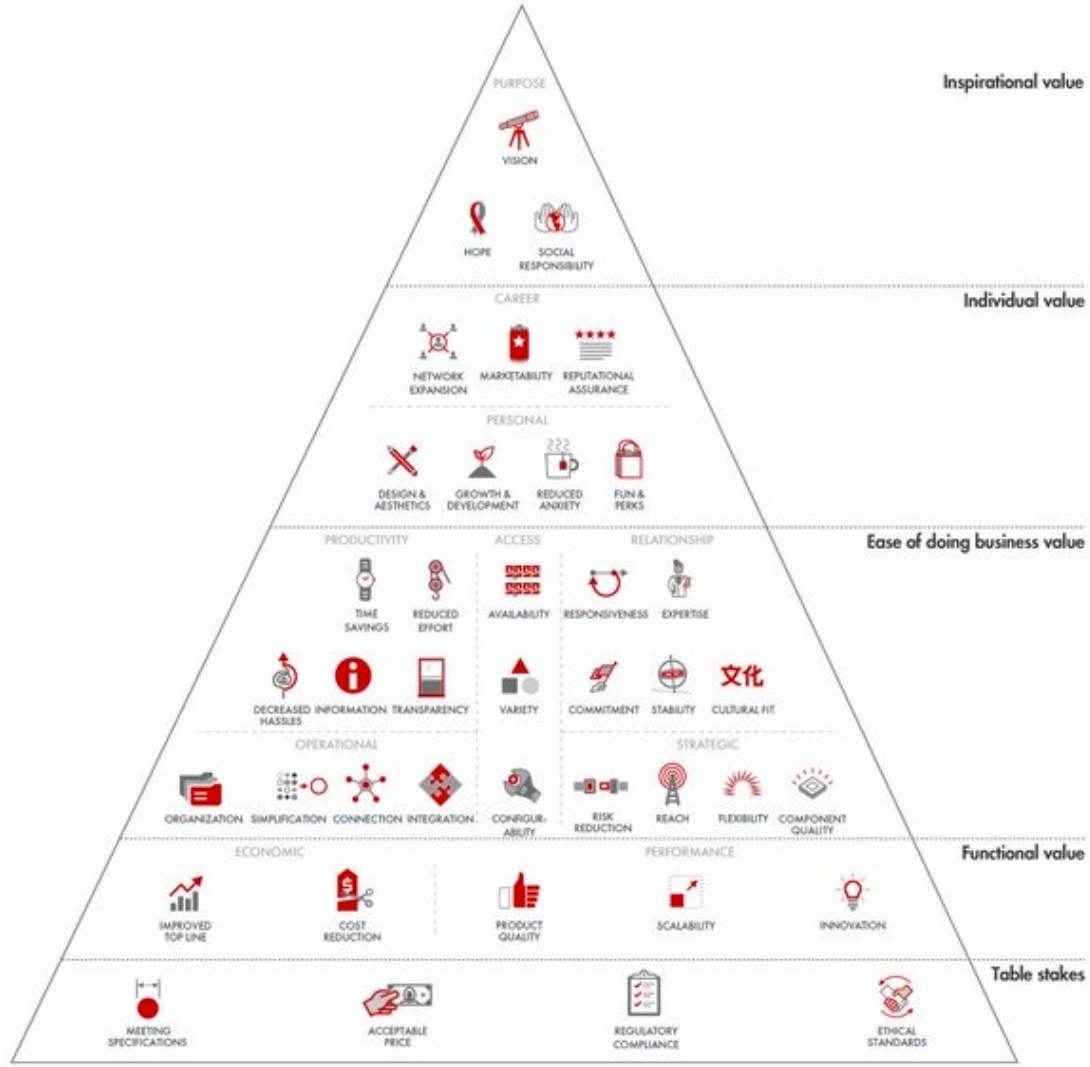 PURPOSE
Inspirational value
VISION
HOPE
SOCIAL
RESPONSIBILITY
CAREER
Individual value
NETWORK
EXPANSION
MARKETABILITY
REPUTATIONAL
ASSURANCE
PERSONAL
DESIGN &
AESTHETICS
GROWTH &
DEVELOPMENT
REDUCED
ANXIETY
FUN &
PERKS
PRODUCTIVITY
ACCESS
RELATIONSHIP
Ease of doing business value
TIME
SAVINGS
REDUCED
EFFORT
AVAILABILITY
RESPONSIVENESS
EXPERTISE
文化
DECREASED
HASSLES
INFORMATION
TRANSPARENCY
VARIETY
COMMITMENT
STABILITY
CULTURAL FIT
OPERATIONAL
STRATEGIC
ORGANIZATION
SIMPLIFICATION
CONNECTION
INTEGRATION
CONFIGUR-
ABILITY
RISK
REDUCTION
REACH
FLEXIBILITY
COMPONENT
QUALITY
ECONOMIC
PERFORMANCE
Functional value
$
IMPROVED
TOP LINE
COST
REDUCTION
PRODUCT
QUALITY
SCALABILITY
INNOVATION
Table stakes
MEETING
SPECIFICATIONS
ACCEPTABLE
PRICE
REGULATORY
COMPLIANCE
ETHICAL
STANDARDS